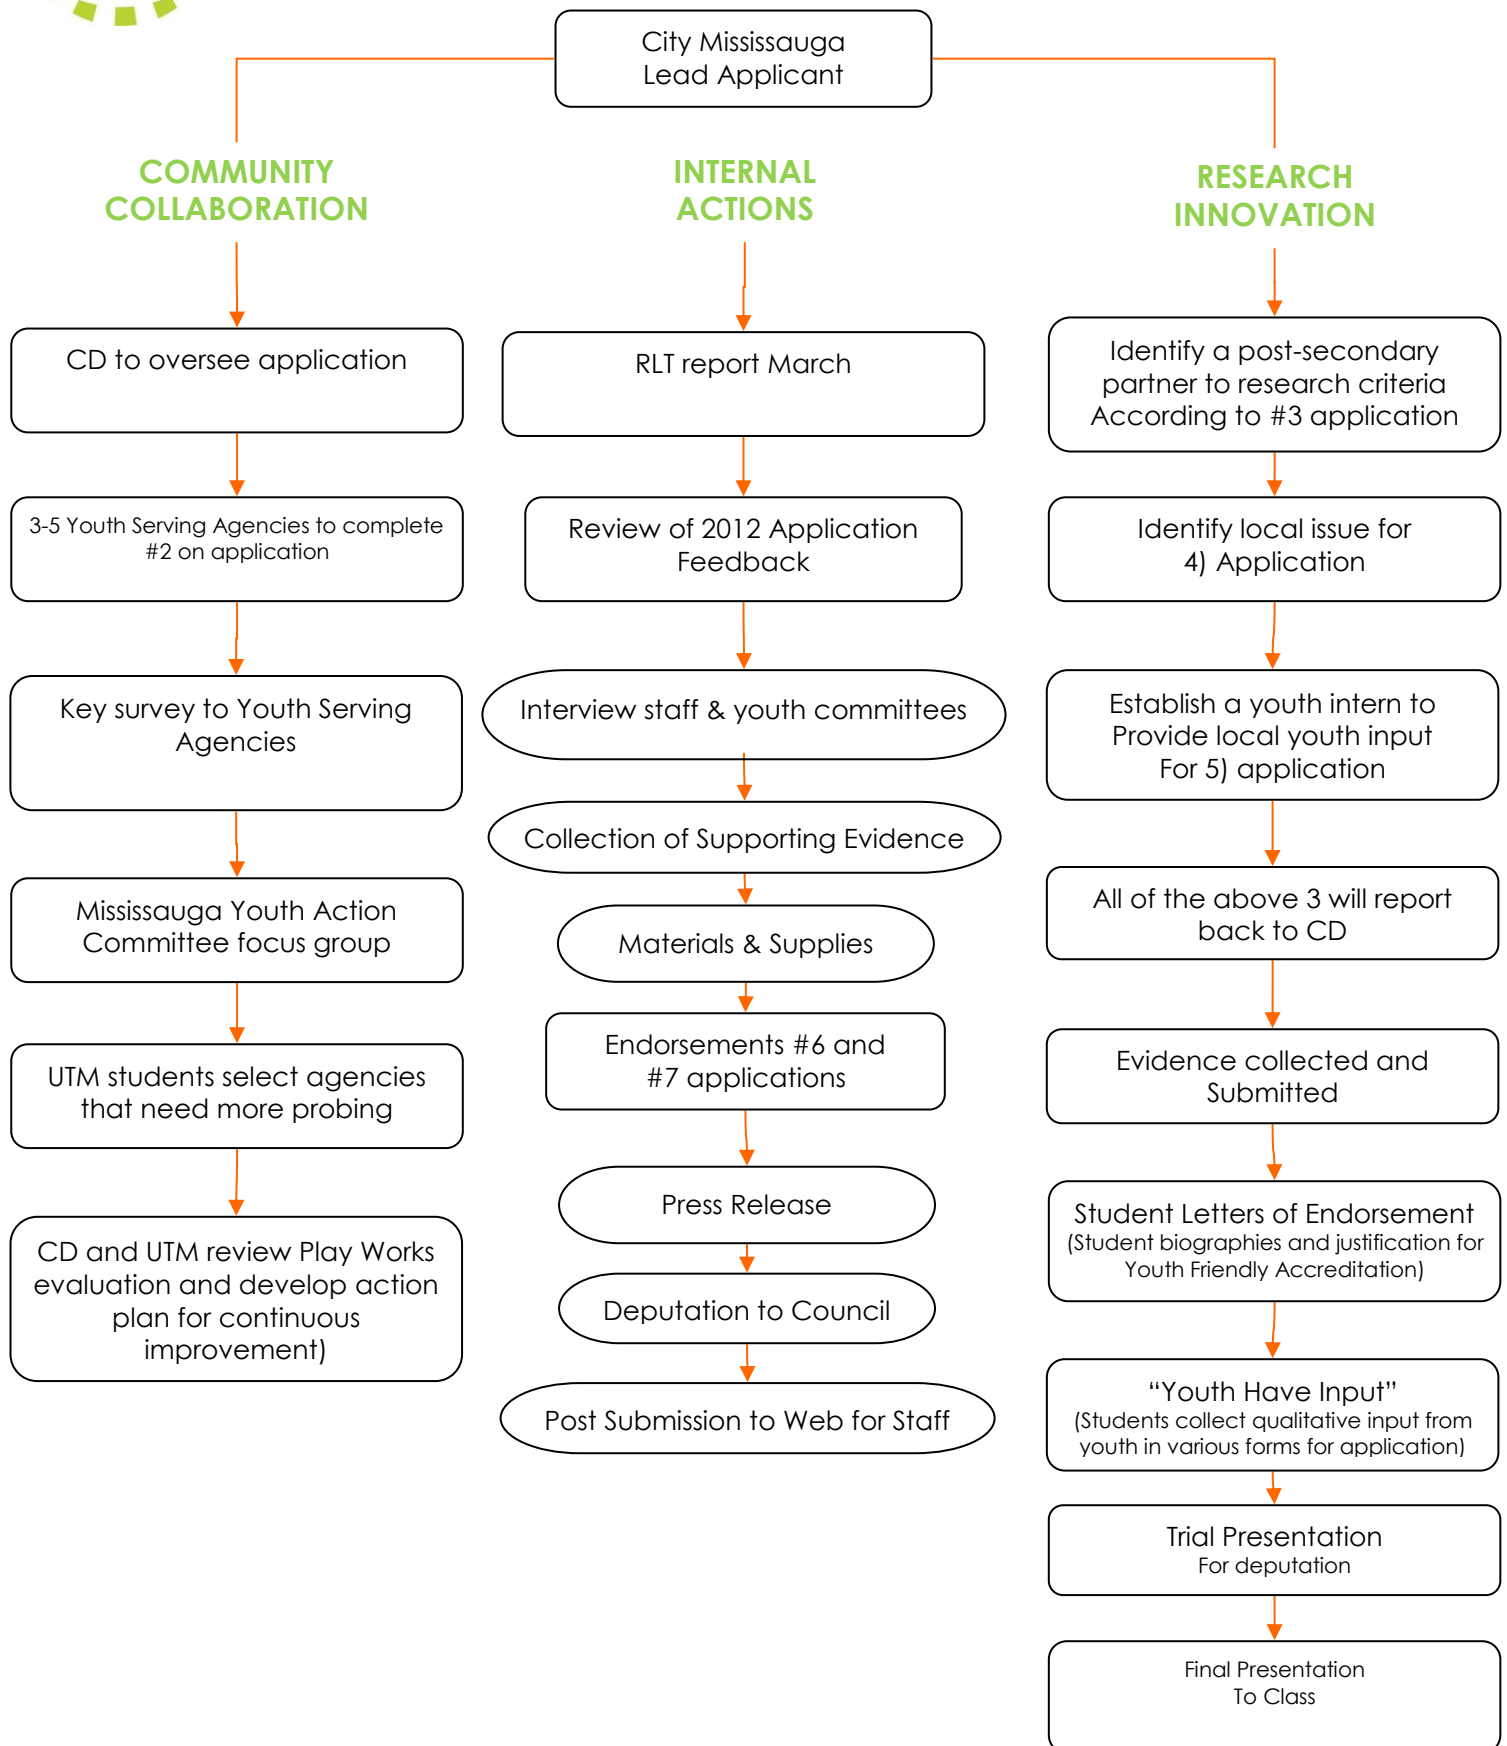 City Mississauga
Lead Applicant
COMMUNITY
COLLABORATION
CD to oversee application
3-5 Youth Serving Agencies to complete
#2 on application
Key survey to Youth Serving
Agencies
Mississauga Youth Action
Committee focus group
UTM students select agencies
that need more probing
CD and UTM review Play Works
evaluation and develop action
plan for continuous
improvement)
INTERNAL
ACTIONS
RLT report March
Review of 2012 Application
Feedback
Interview staff & youth committees
Collection of Supporting Evidence
Materials & Supplies
Endorsements #6 and
#7 applications
Press Release
Deputation to Council
Post Submission to Web for Staff
RESEARCH
INNOVATION
Identify a post-secondary
partner to research criteria
According to #3 application
Identify local issue for
4) Application
Establish a youth intern to
Provide local youth input
For 5) application
All of the above 3 will report
back to CD
Evidence collected and
Submitted
Student Letters of Endorsement
(Student biographies and justification for
Youth Friendly Accreditation)
“Youth Have Input”
(Students collect qualitative input from
youth in various forms for application)
Trial Presentation
For deputation
Final Presentation
To Class